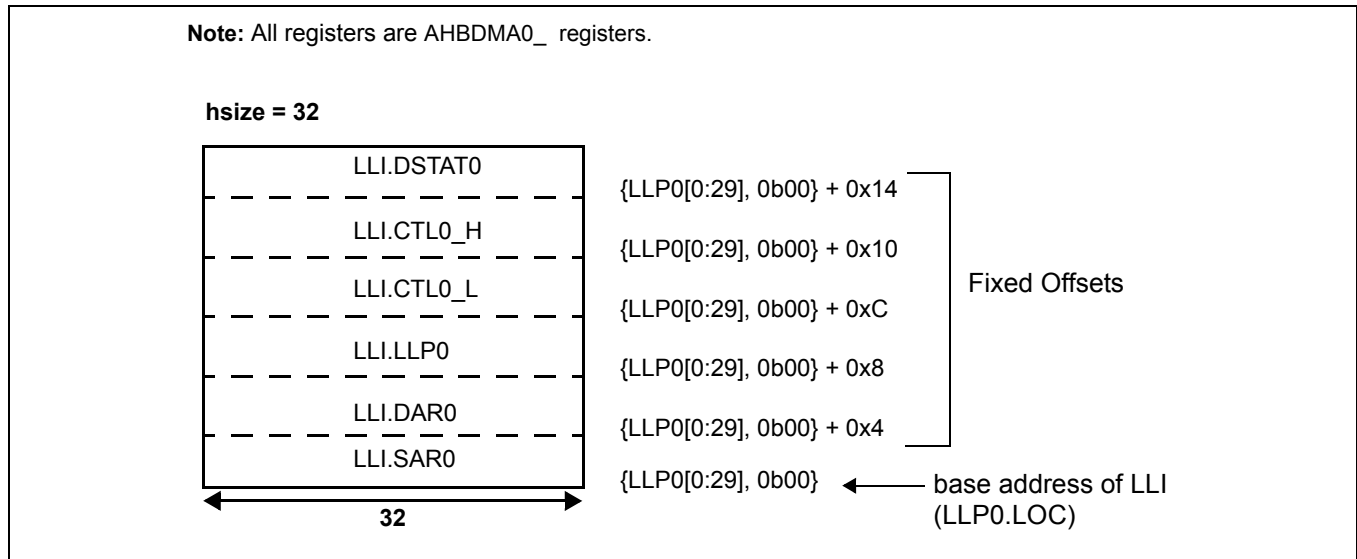 Note: All registers are AHBDMA0_ registers.
hsize = 32
LLI.DSTAT0
{LLP0[0:29], 0b00} + 0x14
LLI.CTL0_H
{LLP0[0:29], 0b00} + 0x10
LLI.CTL0_L
{LLP0[0:29], 0b00} + 0xC
LLI.LLP0
{LLP0[0:29], 0b00} + 0x8
LLI.DAR0
{LLP0[0:29], 0b00} + 0x4
LLI.SAR0
{LLP0[0:29], 0b00}
Fixed Offsets
base address of LLI
(LLP0.LOC)
32